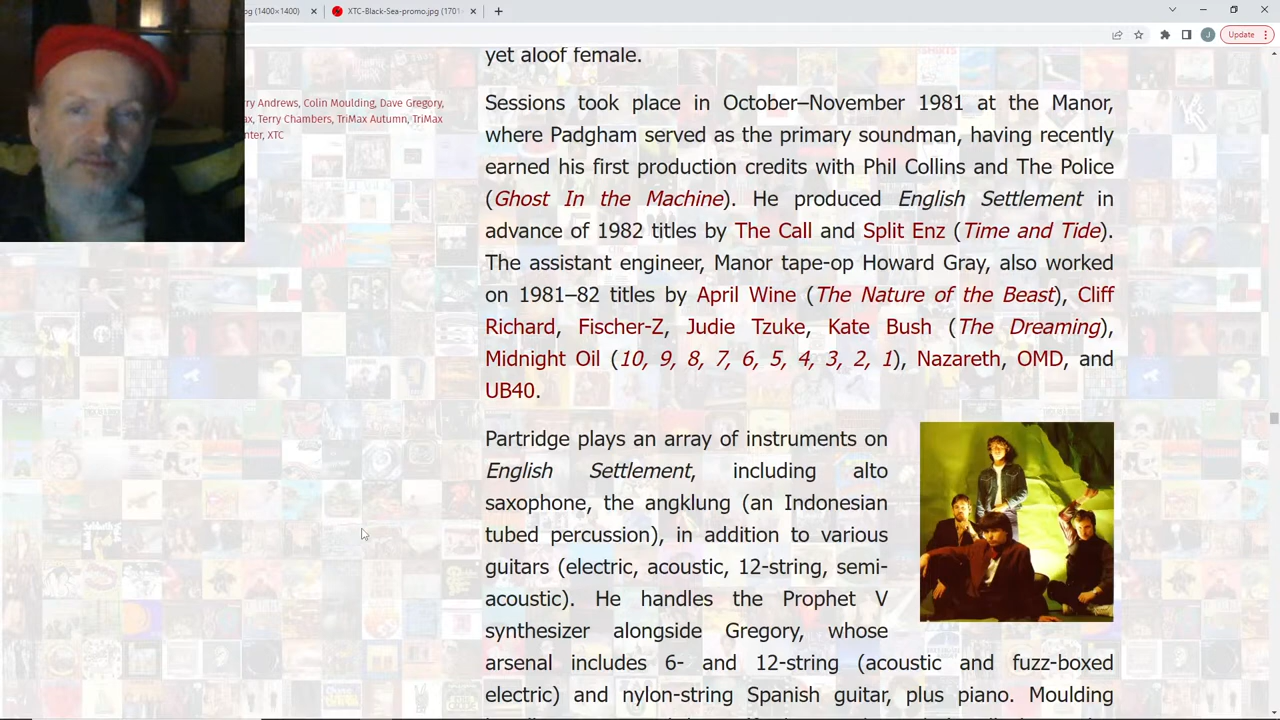 pg (1400×1400)
XTC-Black-Sea-promo.jpg (1701
Update
yet aloof female.
ry Andrews, Colin Moulding, Dave Gregory,
ax, Terry Chambers, TriMax Autumn, TriMax
nter, XTC
Sessions took place in October–November 1981 at the Manor,
where Padgham served as the primary soundman, having recently
earned his first production credits with Phil Collins and The Police
(Ghost In the Machine). He produced English Settlement in
advance of 1982 titles by The Call and Split Enz (Time and Tide).
The assistant engineer, Manor tape-op Howard Gray, also worked
on 1981–82 titles by April Wine (The Nature of the Beast), Cliff
Richard, Fischer-Z, Judie Tzuke, Kate Bush (The Dreaming),
Midnight Oil (10, 9, 8, 7, 6, 5, 4, 3, 2, 1), Nazareth, OMD, and
UB40.
Partridge plays an array of instruments on
English Settlement, including alto
saxophone, the angklung (an Indonesian
tubed percussion), in addition to various
guitars (electric, acoustic, 12-string, semi-
acoustic). He handles the Prophet V
synthesizer alongside Gregory, whose
arsenal includes 6- and 12-string (acoustic and fuzz-boxed
electric) and nylon-string Spanish guitar, plus piano. Moulding